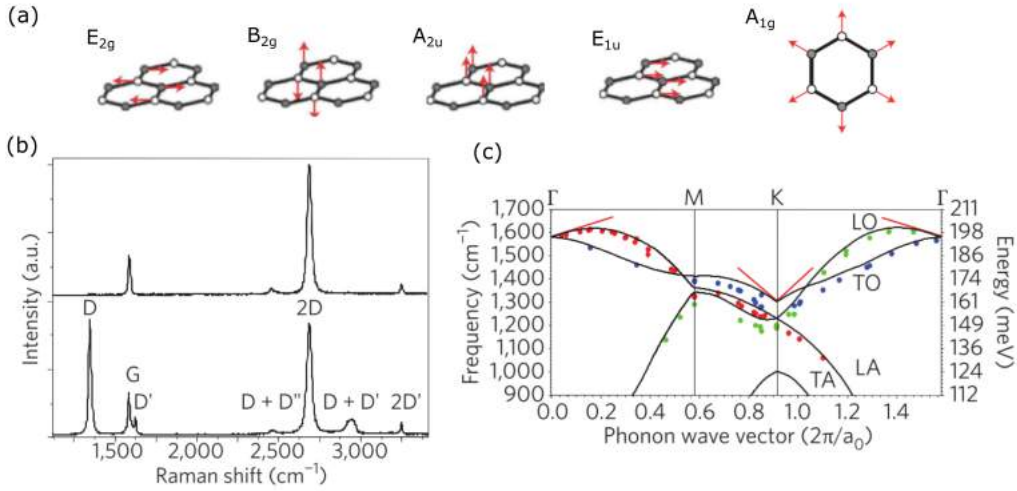 (a)
E2g
B2g
A2u
E1u
A1g
(b)
Intensity (a.u.)
D
G
D'
2D
D + D"
D + D'
2D'
1,500
2,000
2,500
3,000
Raman shift (cm⁻¹)
(c)
Γ
M
K
Γ
1,700
1,600
1,500
1,400
1,300
1,200
1,100
1,000
900
Frequency (cm⁻¹)
211
198
186
174
161
149
136
124
112
Energy (meV)
LO
TO
LA
TA
0.0
0.2
0.4
0.6
0.8
1.0
1.2
1.4
Phonon wave vector (2π/a₀)